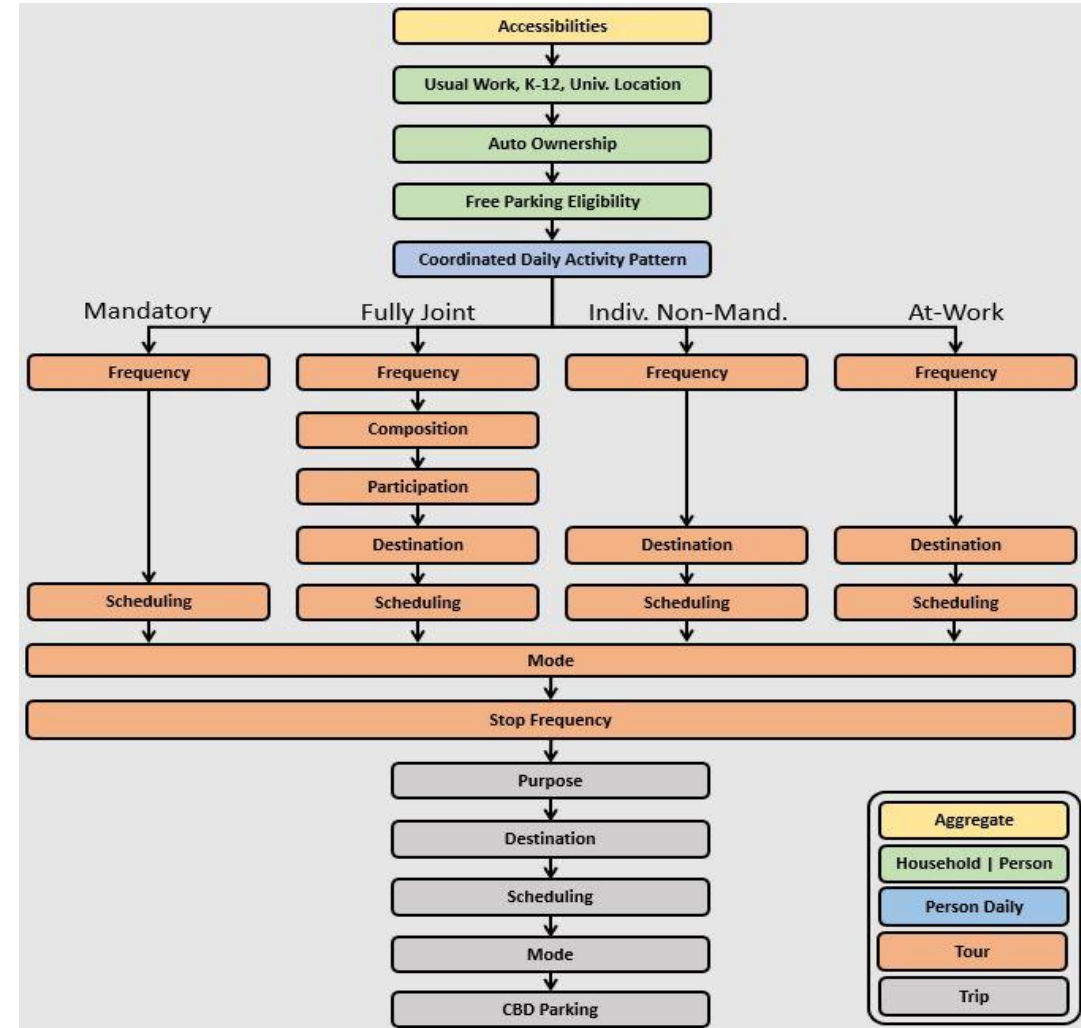 Accessibilities
Usual Work, K-12, Univ. Location
Auto Ownership
Free Parking Eligibility
Coordinated Daily Activity Pattern
Mandatory Fully Joint Indiv. Non-Mand. At-Work
Frequency Frequency Frequency Frequency
Composition
Participation
Destination Destination Destination
Scheduling Scheduling Scheduling Scheduling
Mode
Stop Frequency
Purpose
Destination
Scheduling
Mode
CBD Parking
Aggregate
Household | Person
Person Daily
Tour
Trip